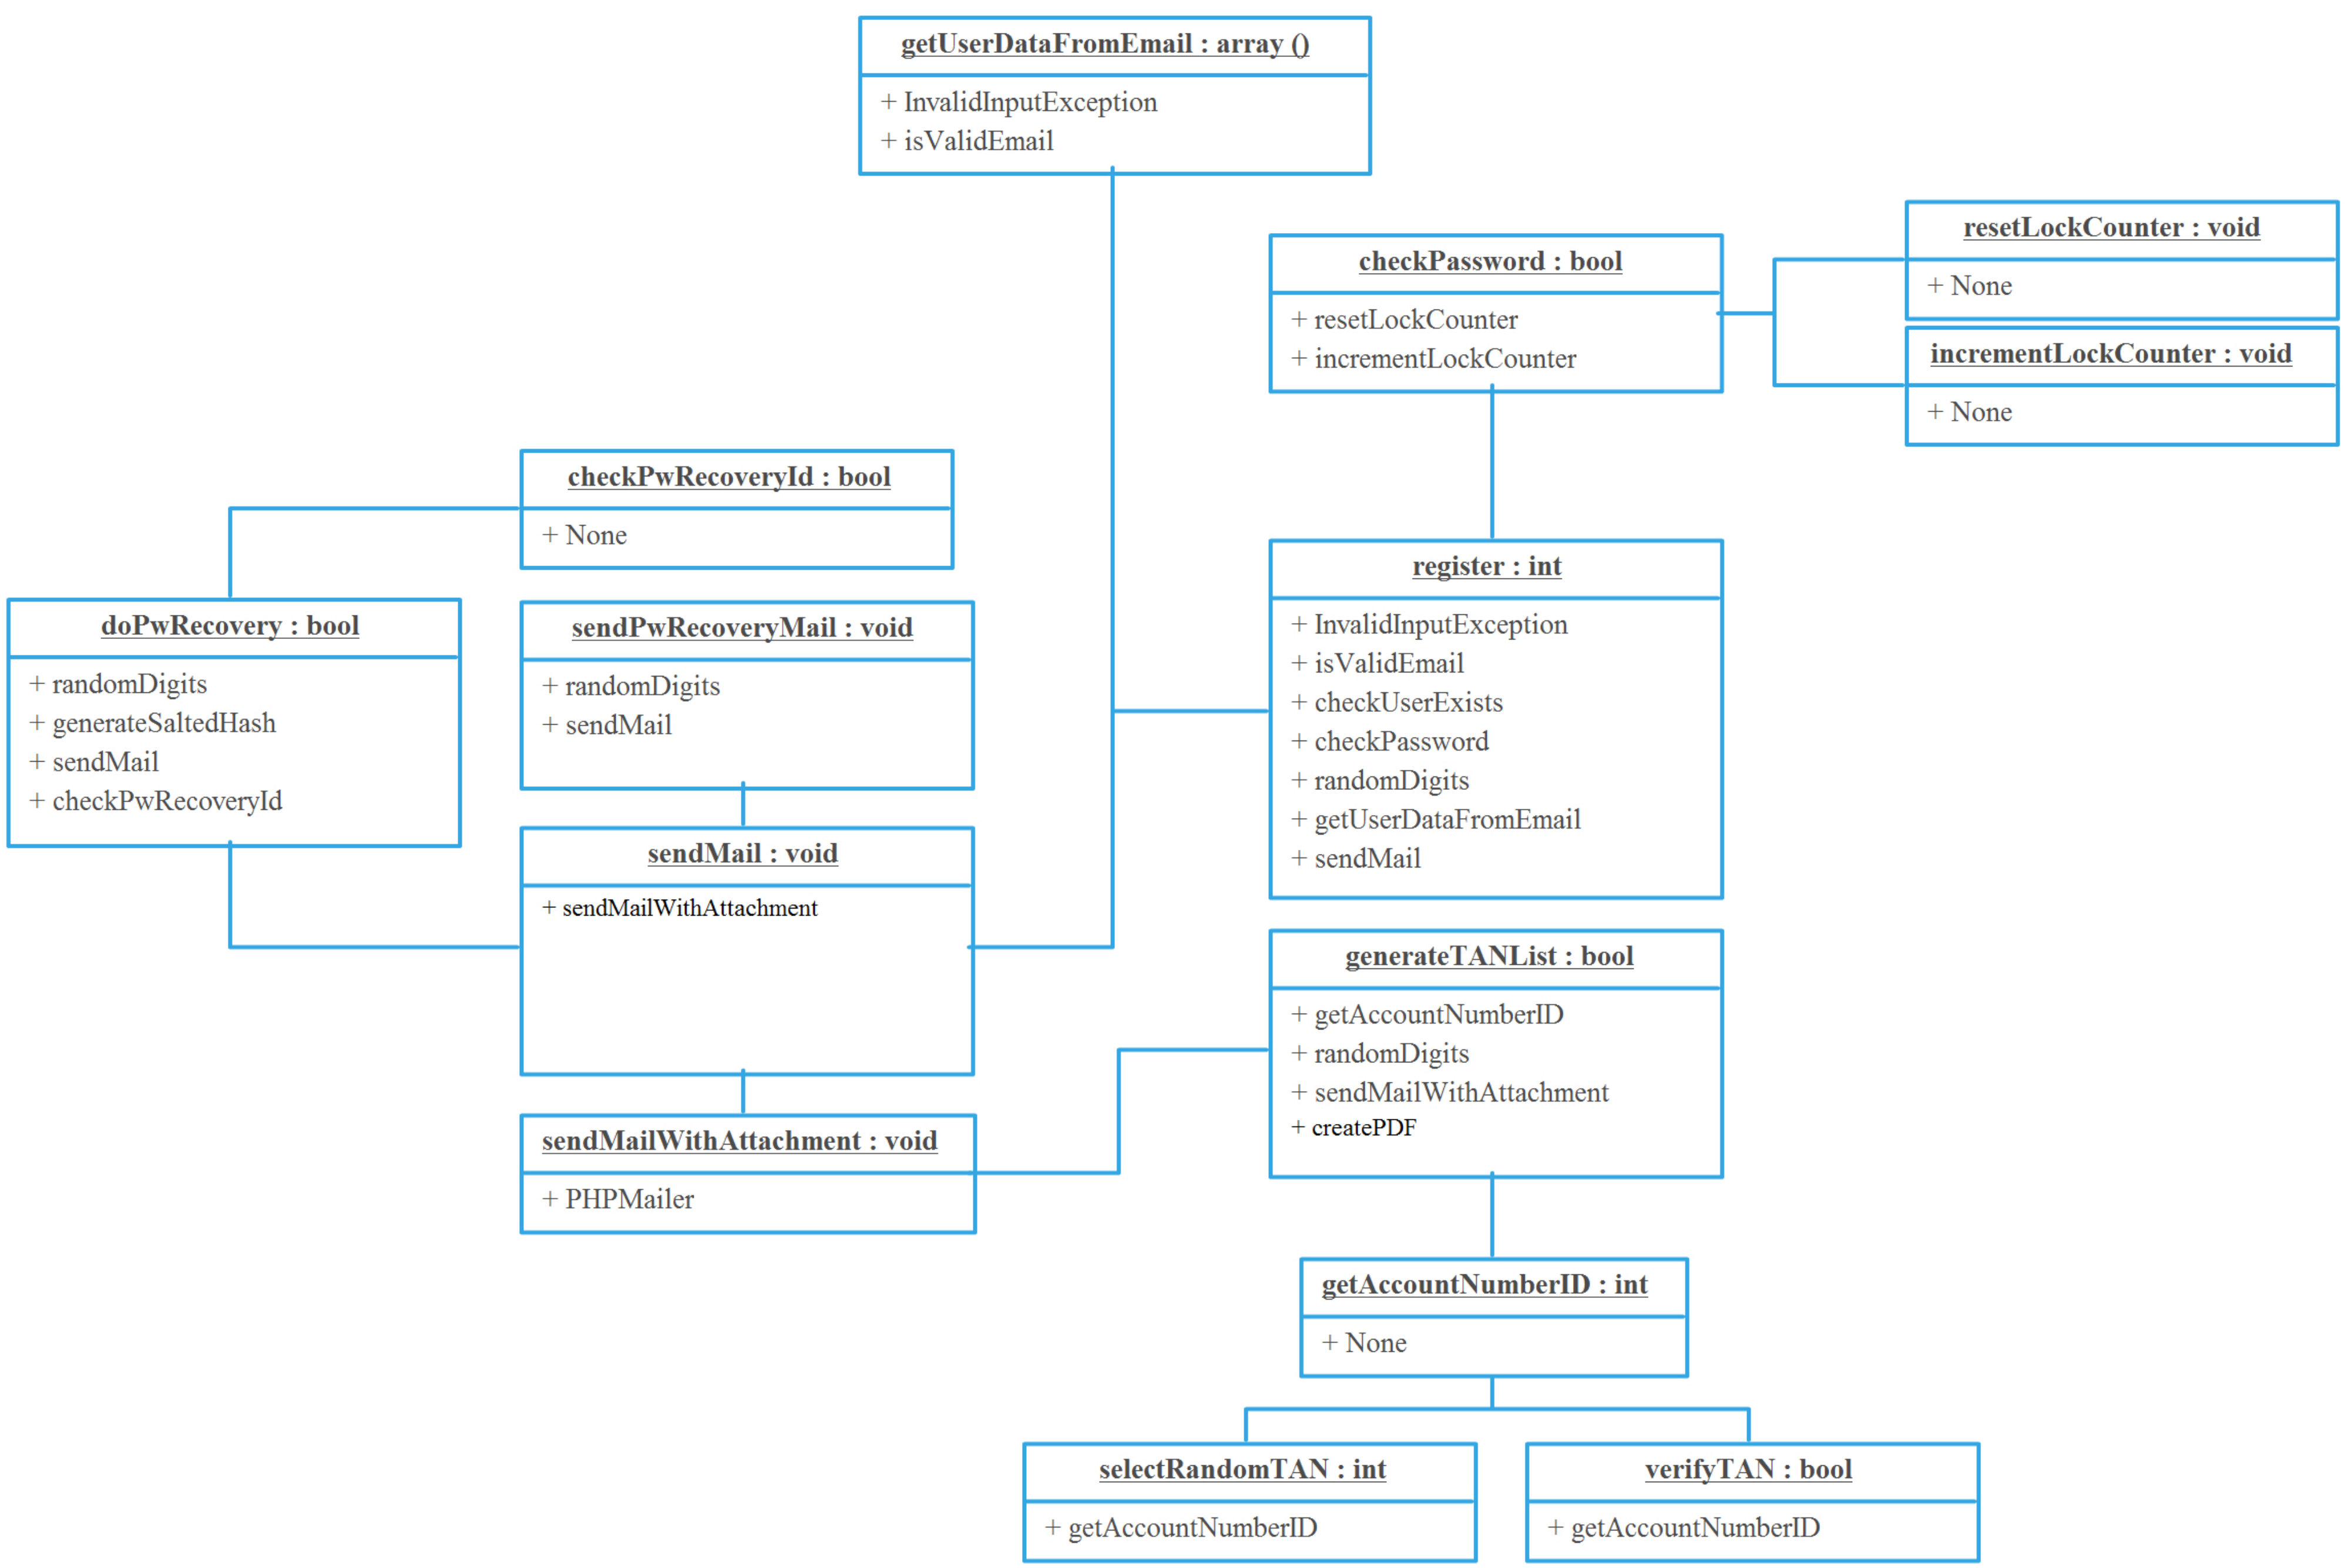 getUserDataFromEmail : array ()
+ InvalidInputException
+ isValidEmail
resetLockCounter : void
+ None
checkPassword : bool
+ resetLockCounter
+ incrementLockCounter
incrementLockCounter : void
+ None
checkPwRecoveryId : bool
+ None
register : int
+ InvalidInputException
+ isValidEmail
+ checkUserExists
+ checkPassword
+ randomDigits
+ getUserDataFromEmail
+ sendMail
doPwRecovery : bool
+ randomDigits
+ generateSaltedHash
+ sendMail
+ checkPwRecoveryId
sendPwRecoveryMail : void
+ randomDigits
+ sendMail
sendMail : void
+ sendMailWithAttachment
generateTANList : bool
+ getAccountNumberID
+ randomDigits
+ sendMailWithAttachment
+ createPDF
sendMailWithAttachment : void
+ PHPMailer
getAccountNumberID : int
+ None
selectRandomTAN : int
+ getAccountNumberID
verifyTAN : bool
+ getAccountNumberID